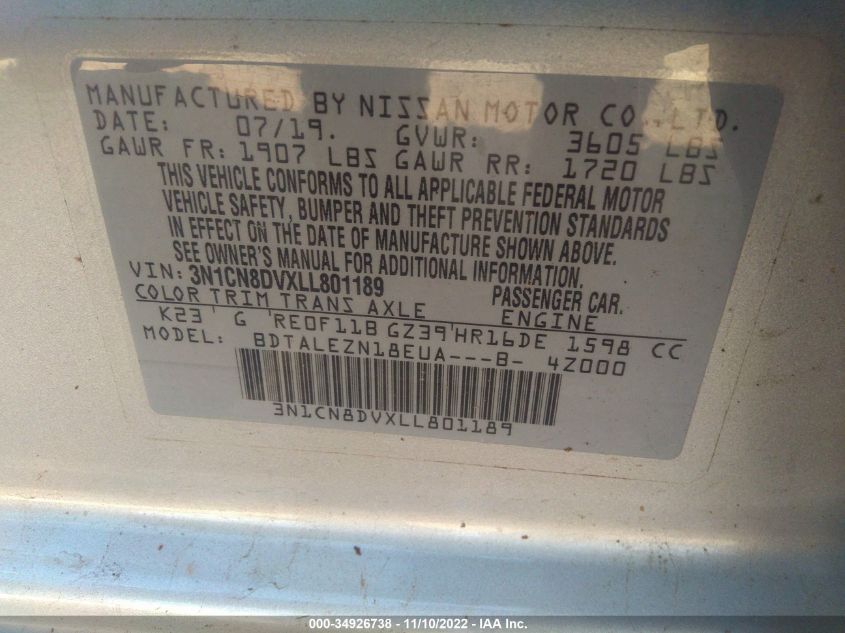 MANUFACTURED BY NISSAN MOTOR CO.,LTD.
DATE: 07/19. GVWR: 3605 LBS
GAWR FR: 1907 LBS GAWR RR: 1720 LBS
THIS VEHICLE CONFORMS TO ALL APPLICABLE FEDERAL MOTOR
VEHICLE SAFETY, BUMPER AND THEFT PREVENTION STANDARDS
IN EFFECT ON THE DATE OF MANUFACTURE SHOWN ABOVE.
SEE OWNER'S MANUAL FOR ADDITIONAL INFORMATION.
VIN: 3N1CN8DVXLL801189 PASSENGER CAR.
COLOR TRIM TRANS AXLE ENGINE
K23 ' G 'RE0F11B GZ39'HR16DE 1598 CC
MODEL: BDTALEZN18EUA---B- 4Z000
3N1CN8DVXLL801189
000-34926738 - 11/10/2022 - IAA Inc.